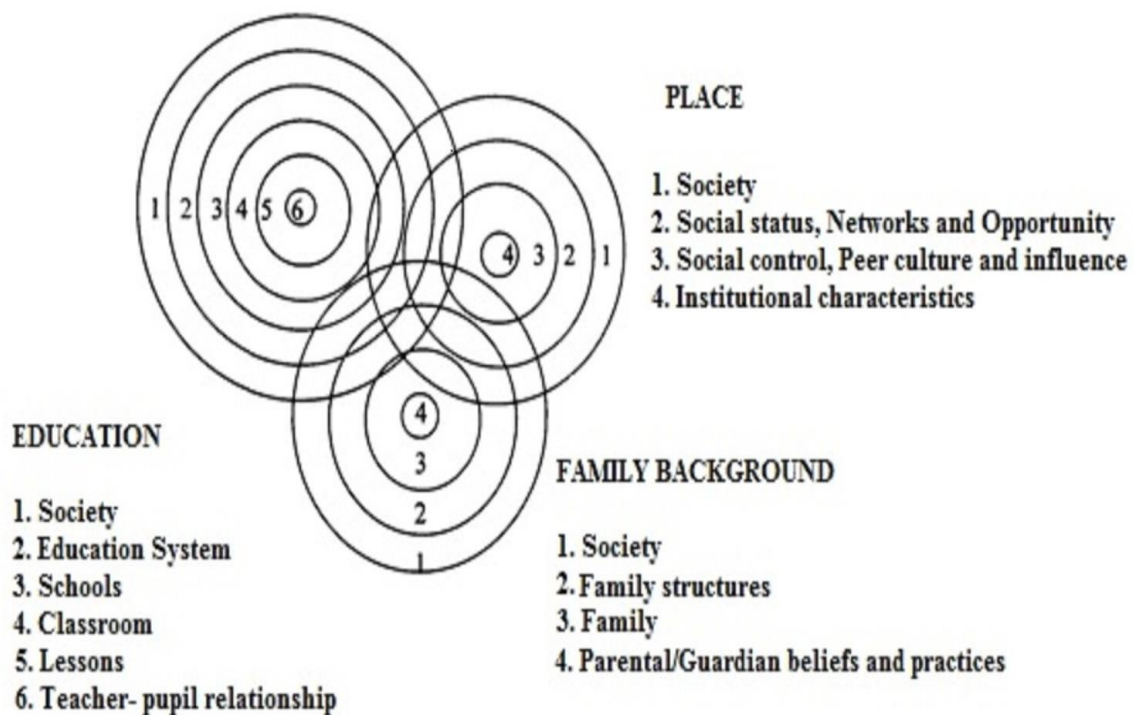 PLACE
1. Society
2. Social status, Networks and Opportunity
3. Social control, Peer culture and influence
4. Institutional characteristics
1 2 3 4 5 6
4 3 2 1
4
3
2
1
EDUCATION
1. Society
2. Education System
3. Schools
4. Classroom
5. Lessons
6. Teacher- pupil relationship
FAMILY BACKGROUND
1. Society
2. Family structures
3. Family
4. Parental/Guardian beliefs and practices